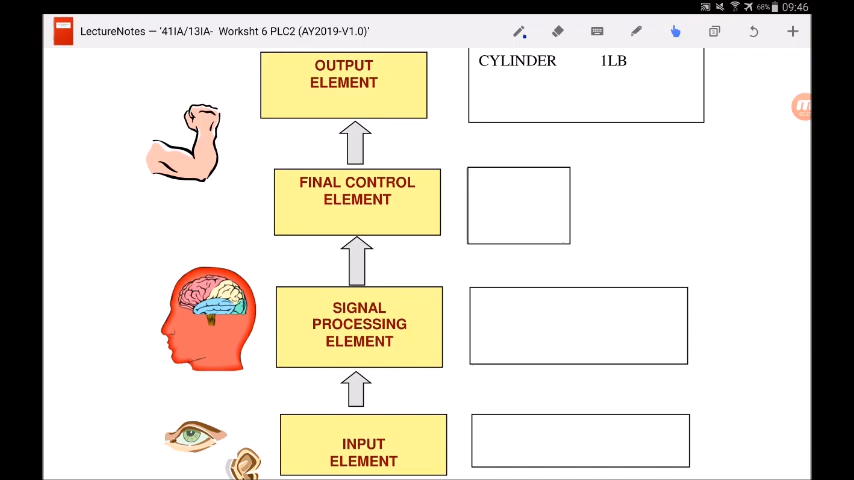 68% 09:46
LectureNotes — '41IA/13IA- Worksht 6 PLC2 (AY2019-V1.0)'
OUTPUT
ELEMENT
CYLINDER 1LB
FINAL CONTROL
ELEMENT
SIGNAL
PROCESSING
ELEMENT
INPUT
ELEMENT